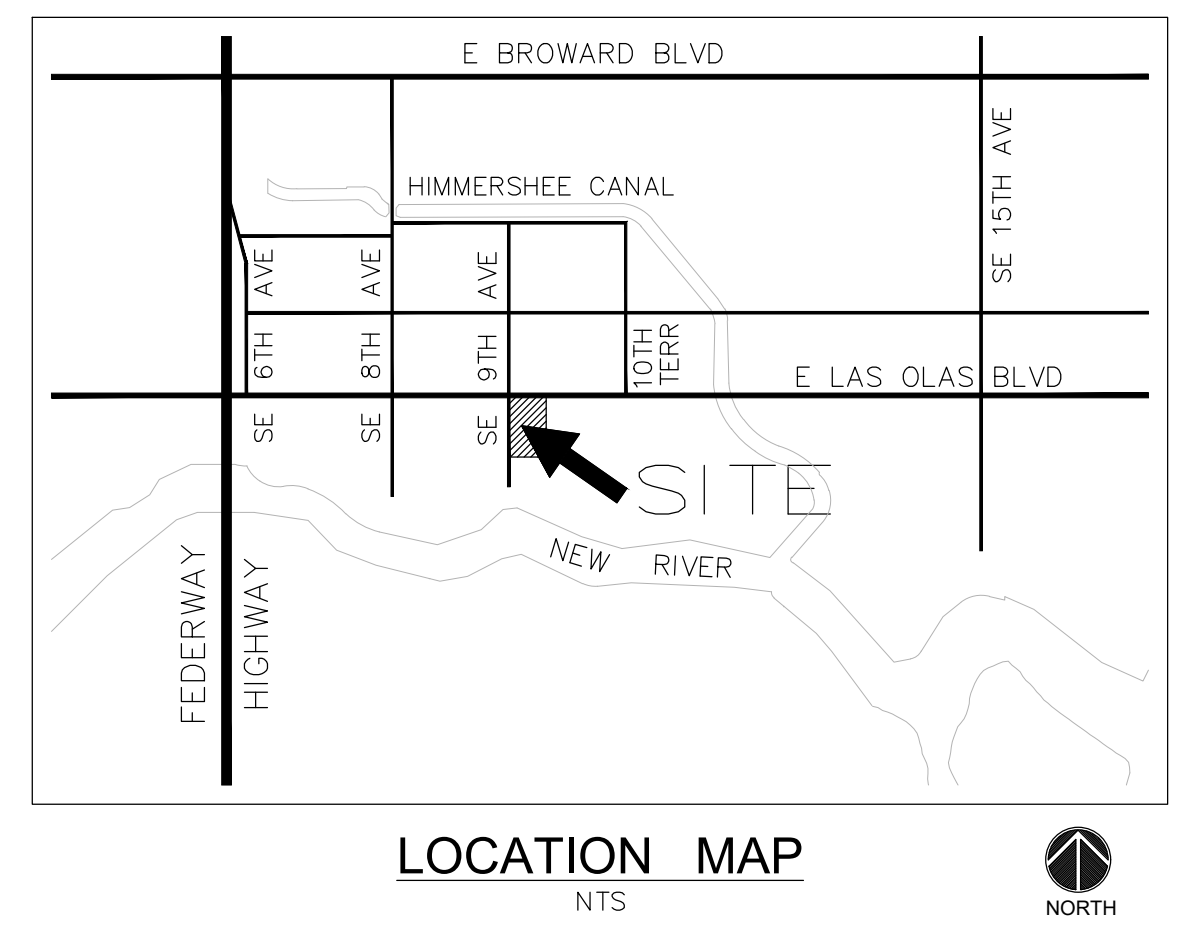 E BROWARD BLVD
SE 15TH AVE
HIMMERSHEE CANAL
SE 6TH AVE
SE 8TH AVE
SE 9TH AVE
10TH
TERR
E LAS OLAS BLVD
SITE
NEW RIVER
FEDERWAY
HIGHWAY
LOCATION MAP
NTS
NORTH